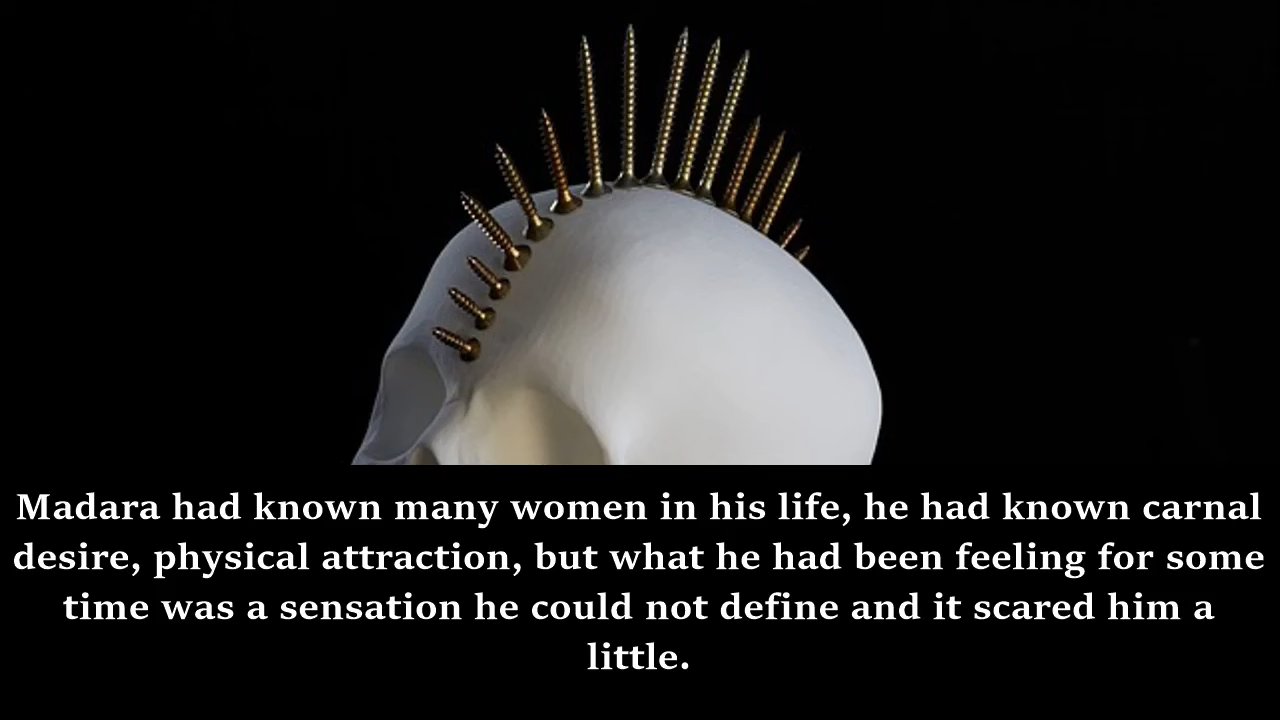 Madara had known many women in his life, he had known carnal
desire, physical attraction, but what he had been feeling for some
time was a sensation he could not define and it scared him a
little.